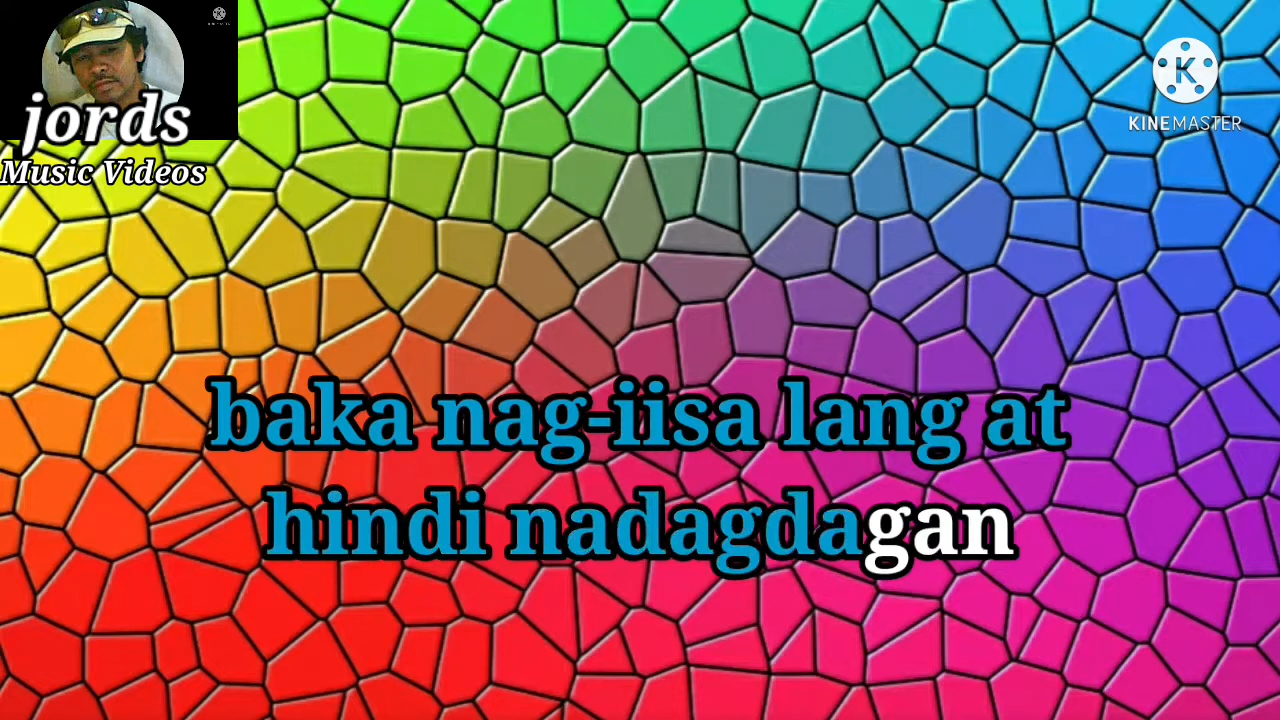 jords
Music Videos
K
KINEMASTER
baka nag-iisa lang at
hindi nadagdagan